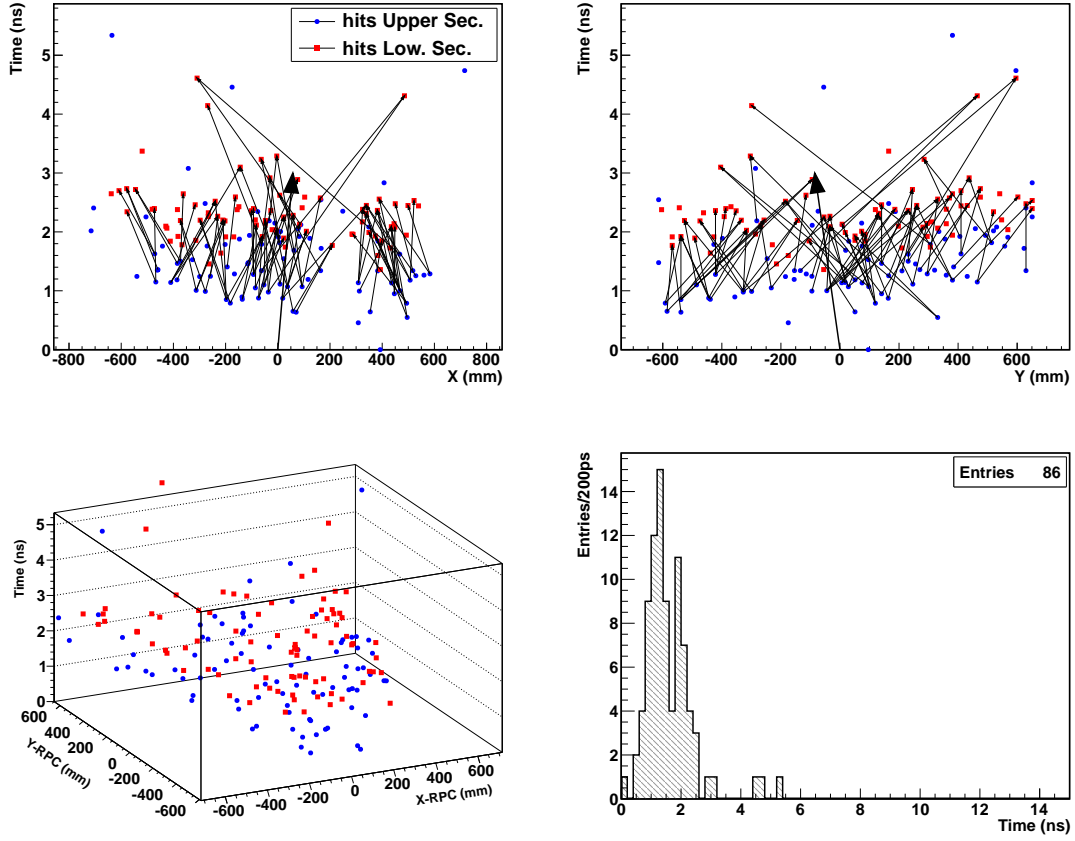 Time (ns)
5
4
3
2
1
0
-800 -600 -400 -200 0 200 400 600 800
X (mm)
hits Upper Sec.
hits Low. Sec.
Time (ns)
5
4
3
2
1
0
-600 -400 -200 0 200 400 600
Y (mm)
Time (ns)
5
4
3
2
1
0
600
400
200
0
-200
-400
-600
Y-RPC (mm)
-600 -400 -200 0 200 400 600
X-RPC (mm)
Entries/200ps
14
12
10
8
6
4
2
0
0 2 4 6 8 10 12 14
Time (ns)
Entries 86